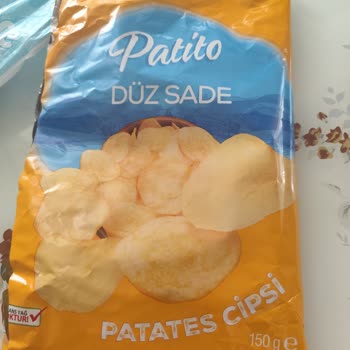 Patito
DÜZ SADE
PATATES CİPSİ
150 g e